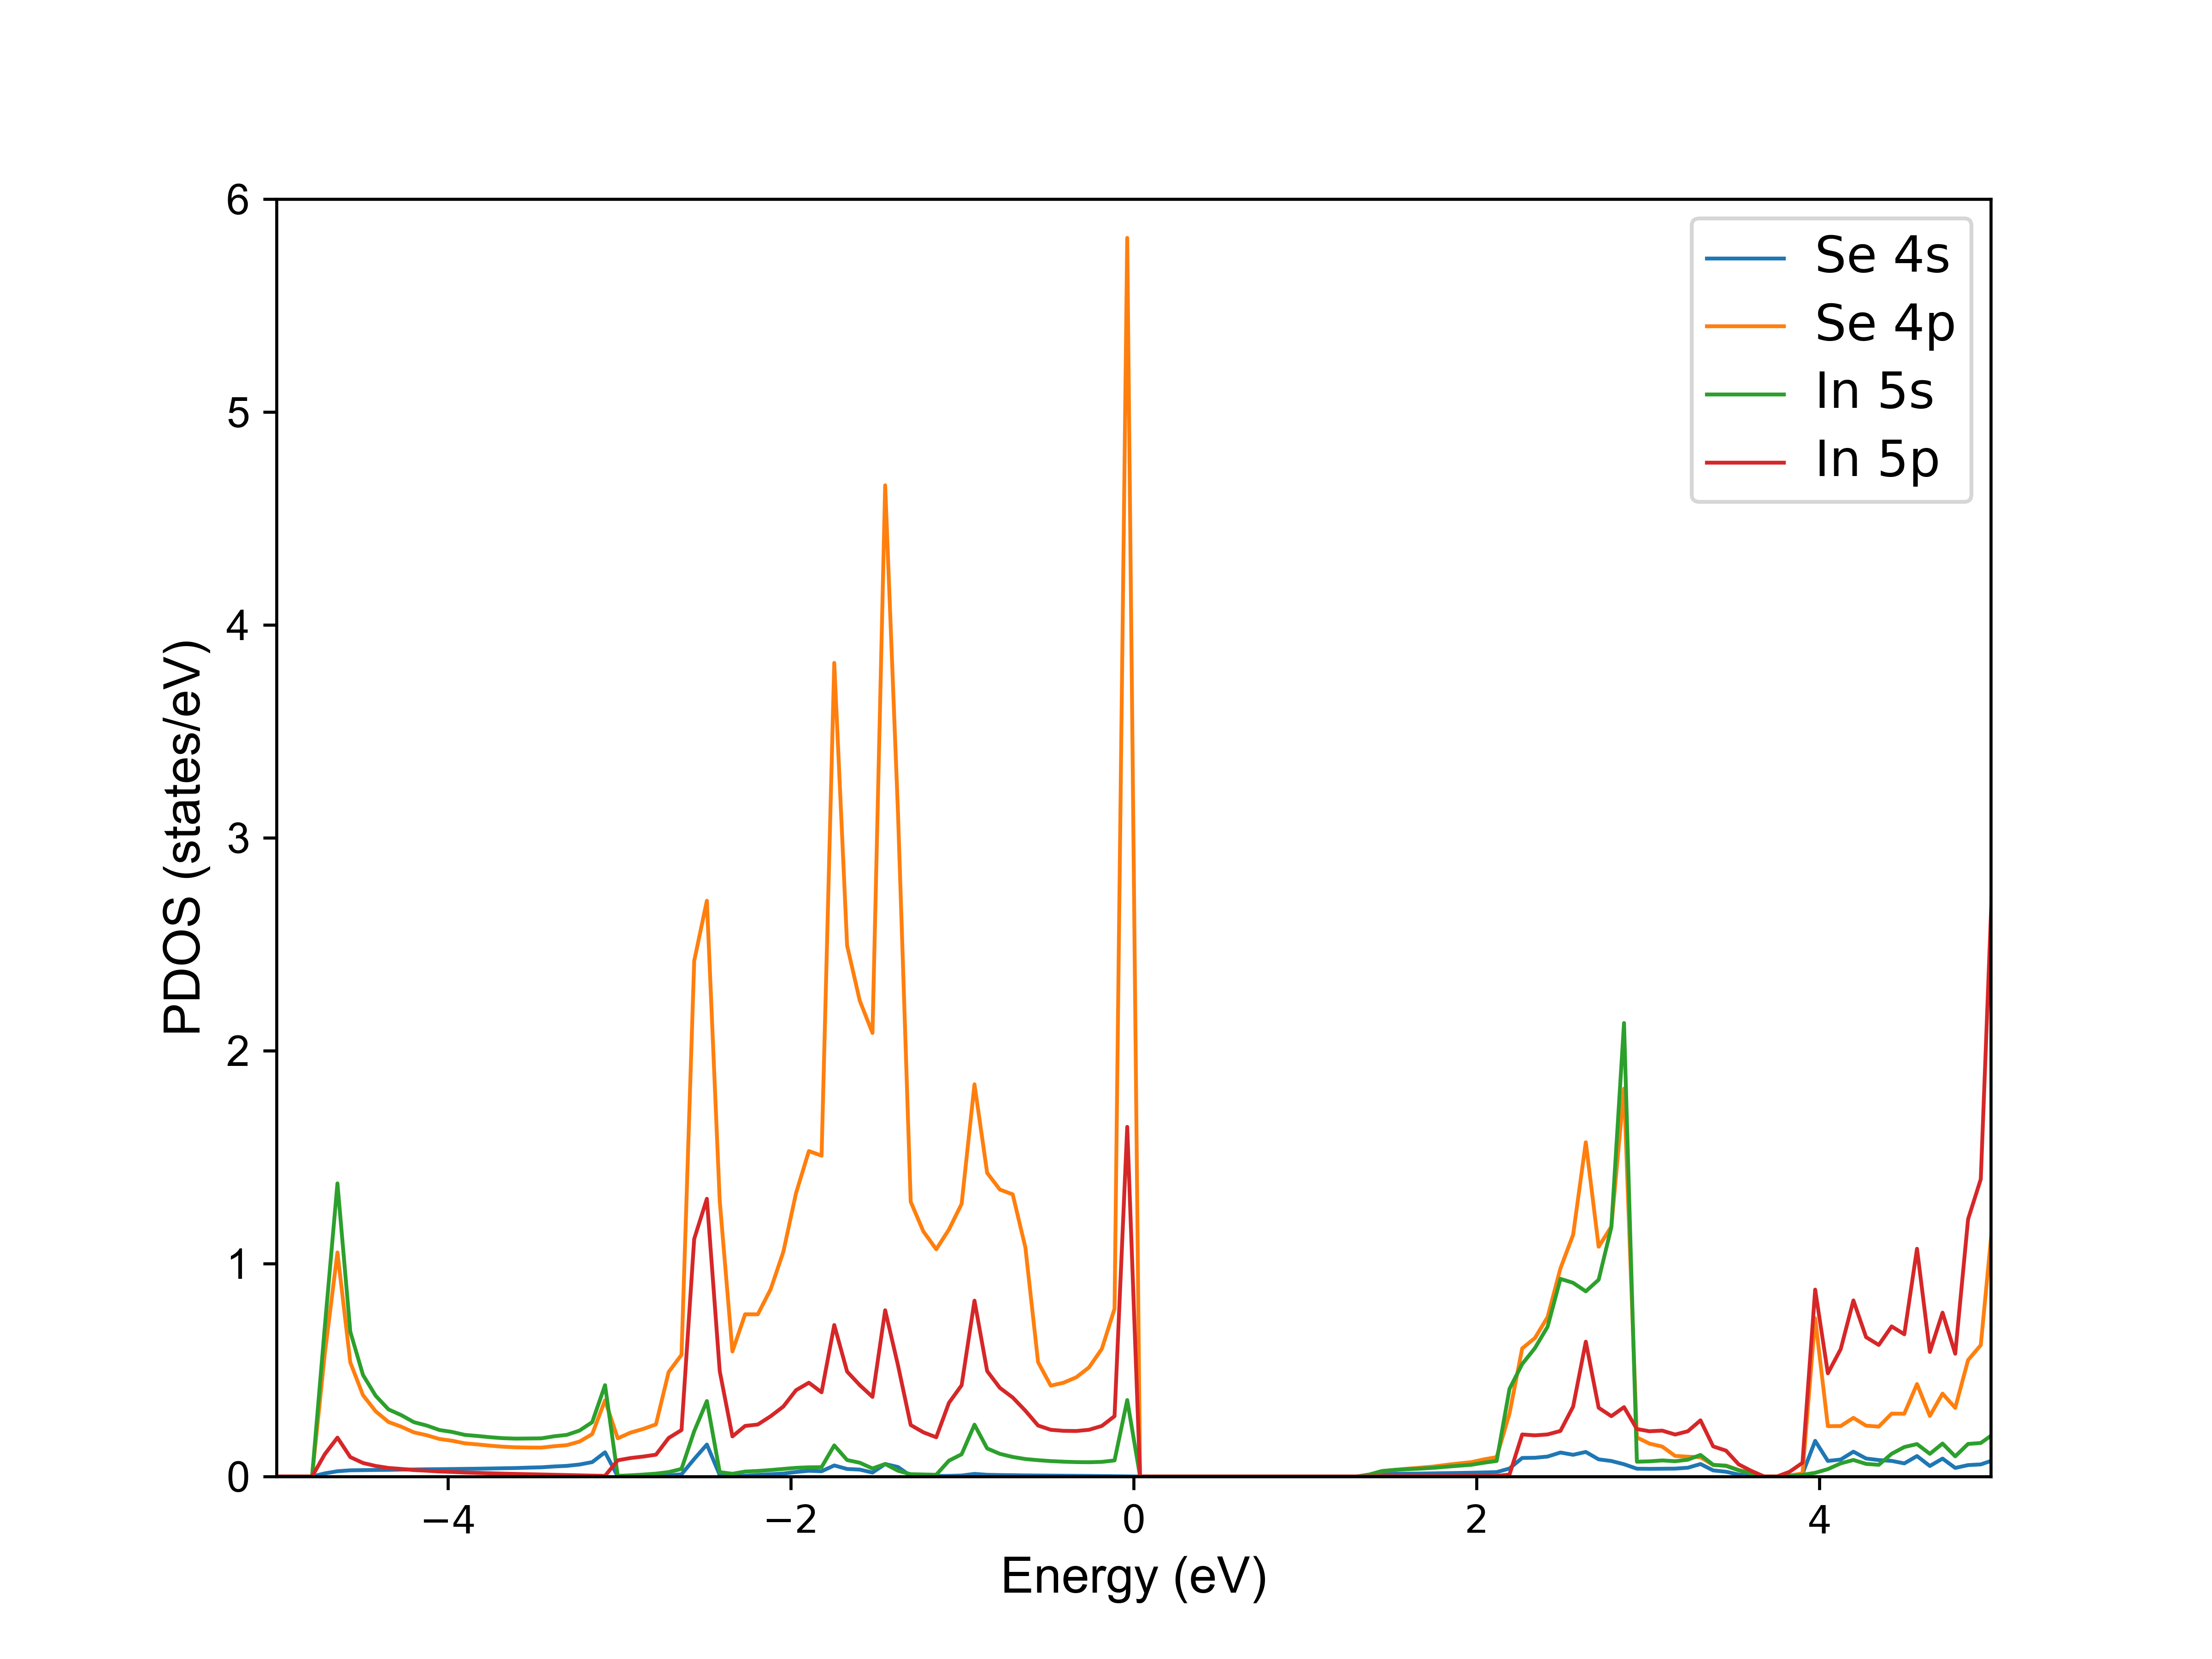 6
5
4
3
2
1
0
PDOS (states/eV)
Se 4s
Se 4p
In 5s
In 5p
−4 −2 0 2 4
Energy (eV)